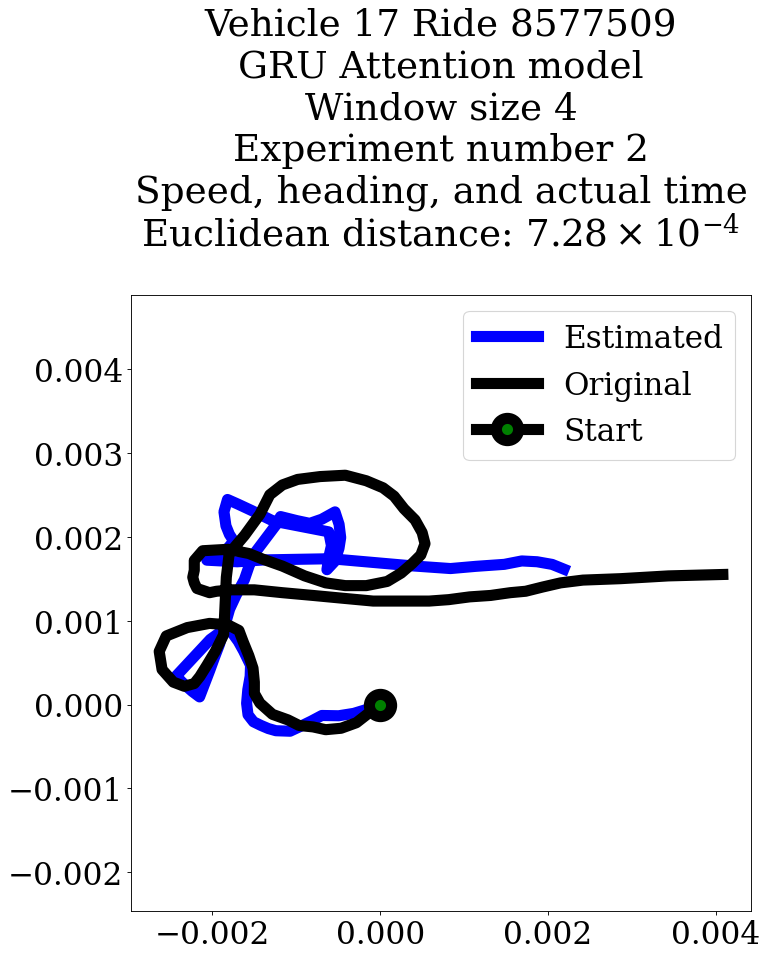 Vehicle 17 Ride 8577509
GRU Attention model
Window size 4
Experiment number 2
Speed, heading, and actual time
Euclidean distance: 7.28 × 10⁻⁴
Estimated
Original
Start
0.004
0.003
0.002
0.001
0.000
−0.001
−0.002
−0.002 0.000 0.002 0.004